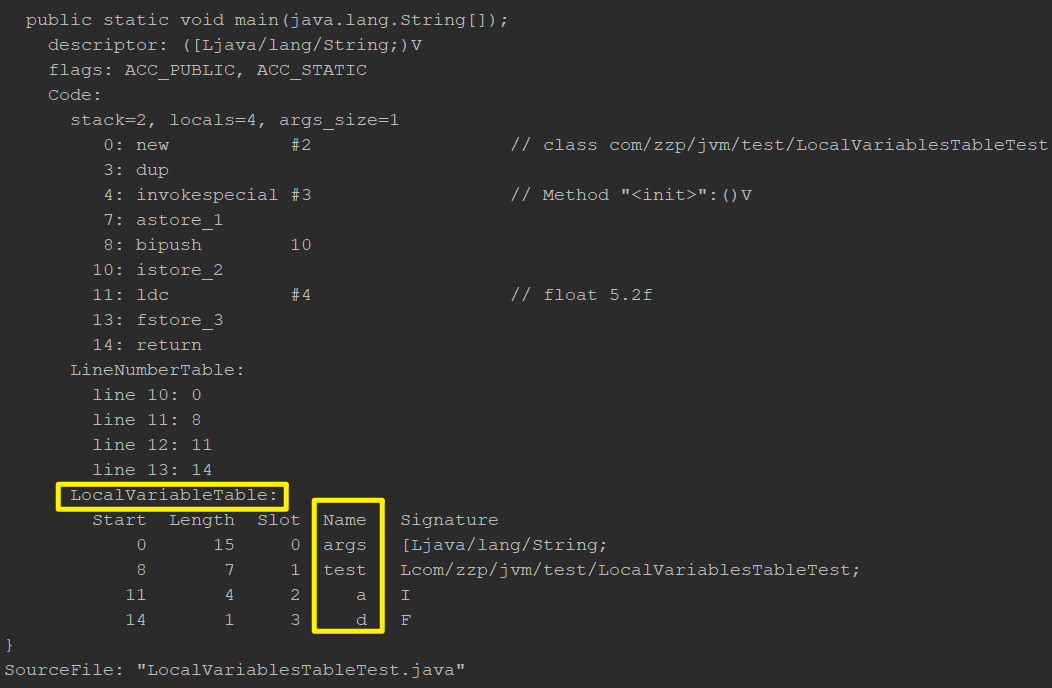 public static void main(java.lang.String[]);
descriptor: ([Ljava/lang/String;)V
flags: ACC_PUBLIC, ACC_STATIC
Code:
stack=2, locals=4, args_size=1
0: new #2 // class com/zzp/jvm/test/LocalVariablesTableTest
3: dup
4: invokespecial #3 // Method "<init>":()V
7: astore_1
8: bipush 10
10: istore_2
11: ldc #4 // float 5.2f
13: fstore_3
14: return
LineNumberTable:
line 10: 0
line 11: 8
line 12: 11
line 13: 14
LocalVariableTable:
Start Length Slot Name Signature
0 15 0 args [Ljava/lang/String;
8 7 1 test Lcom/zzp/jvm/test/LocalVariablesTableTest;
11 4 2 a I
14 1 3 d F
}
SourceFile: "LocalVariablesTableTest.java"